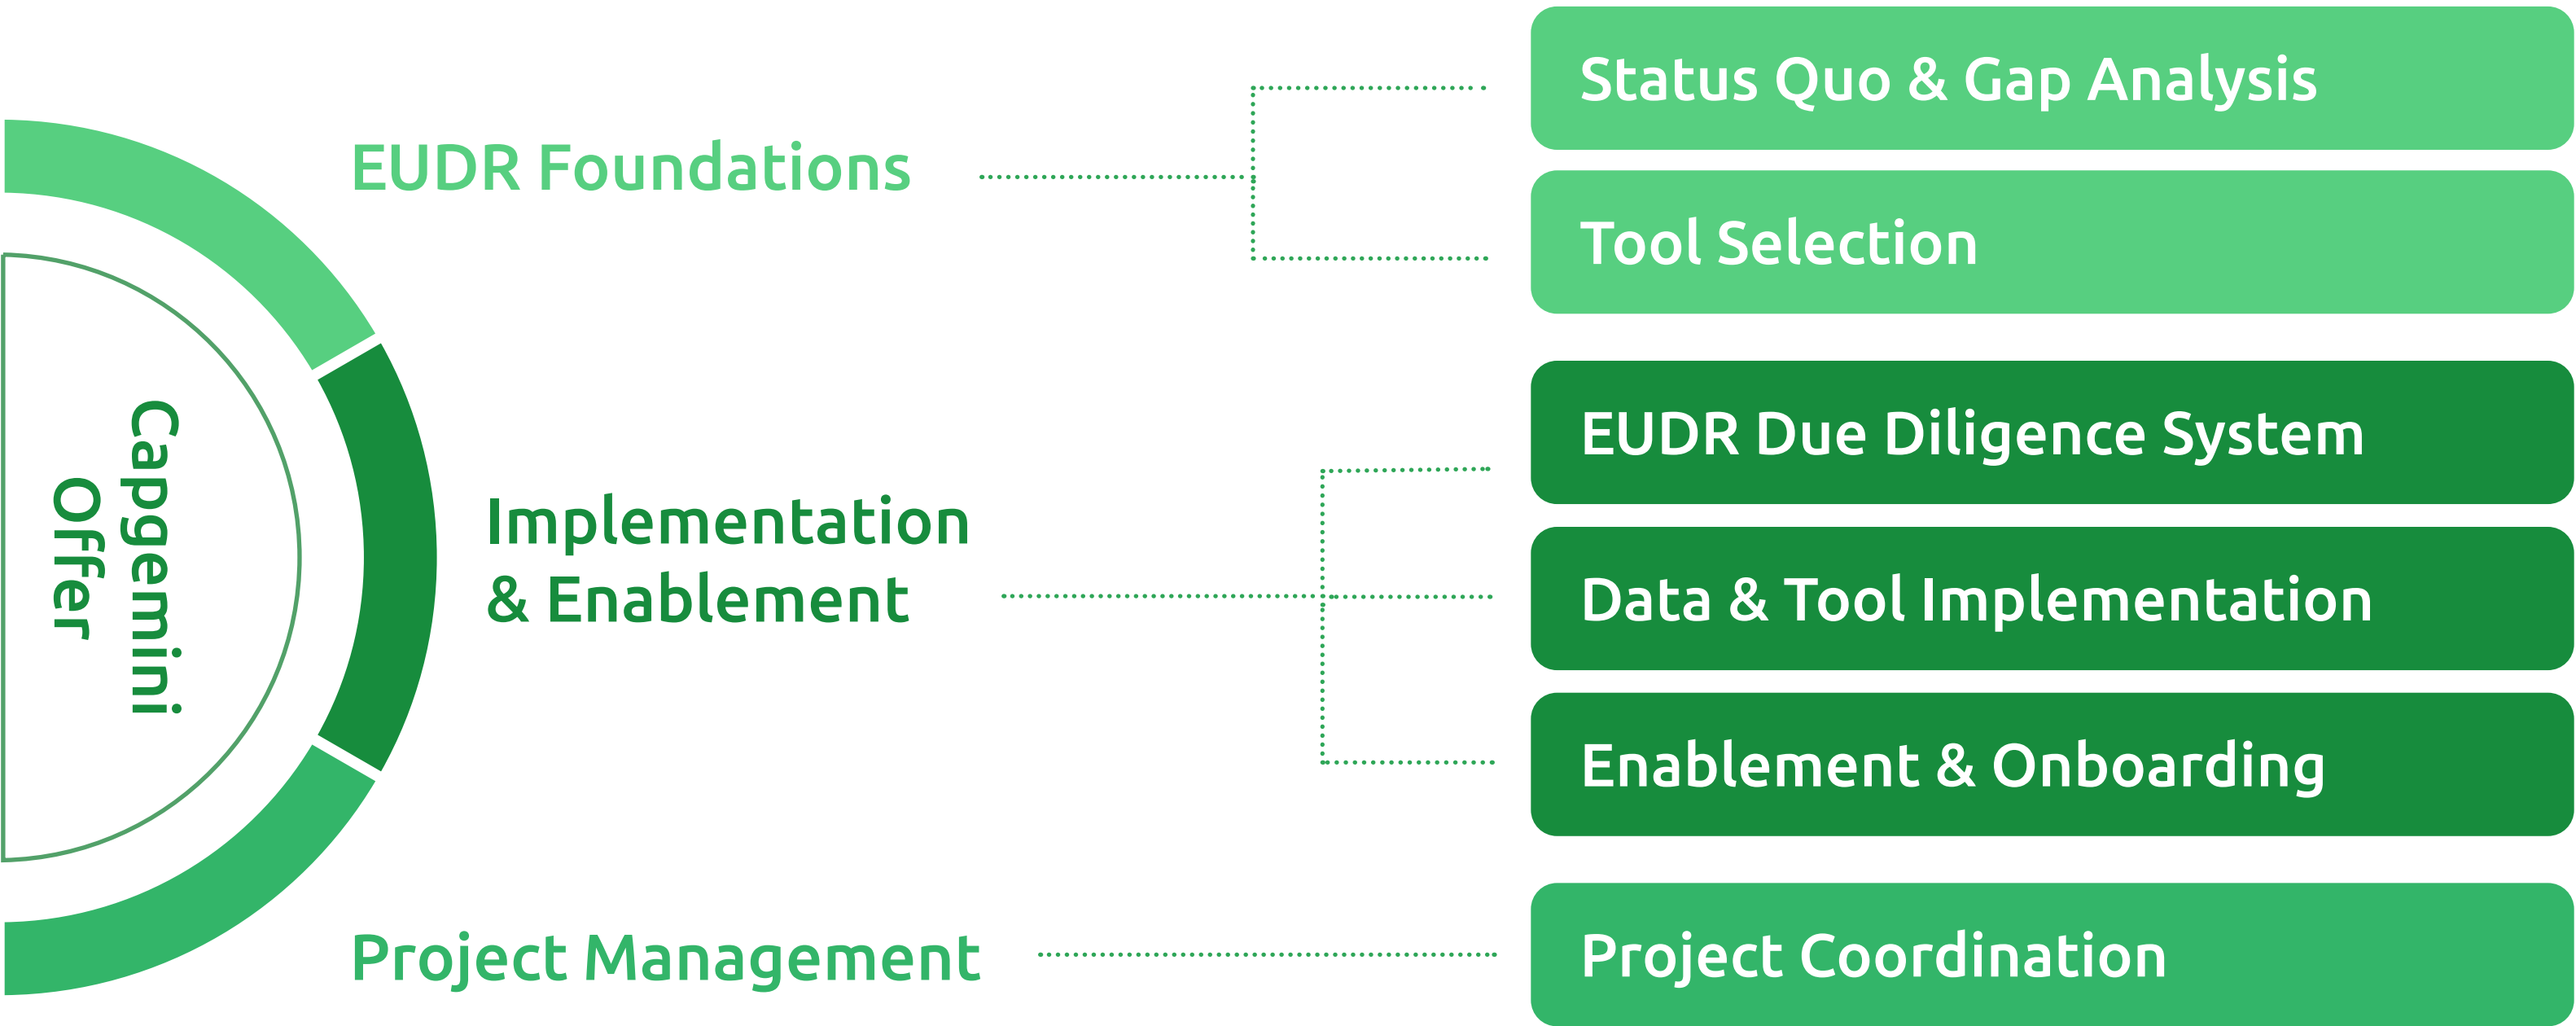 Capgemini
Offer
EUDR Foundations
Status Quo & Gap Analysis
Tool Selection
Implementation
& Enablement
EUDR Due Diligence System
Data & Tool Implementation
Enablement & Onboarding
Project Management
Project Coordination